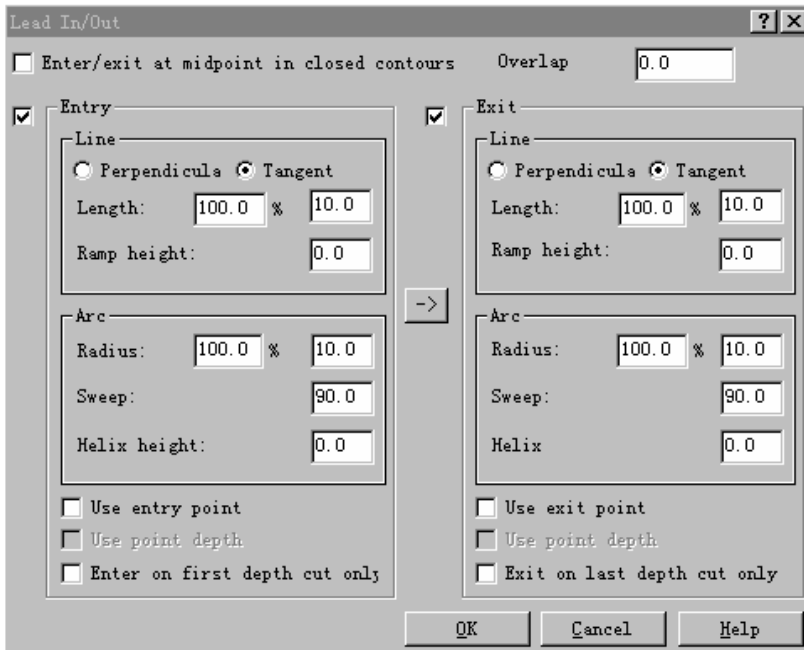 Lead In/Out
Enter/exit at midpoint in closed contours Overlap 0.0
Entry
Line
Perpendicula Tangent
Length: 100.0 % 10.0
Ramp height: 0.0
Arc
Radius: 100.0 % 10.0
Sweep: 90.0
Helix height: 0.0
Use entry point
Use point depth
Enter on first depth cut only
->
Exit
Line
Perpendicula Tangent
Length: 100.0 % 10.0
Ramp height: 0.0
Arc
Radius: 100.0 % 10.0
Sweep: 90.0
Helix 0.0
Use exit point
Use point depth
Exit on last depth cut only
OK Cancel Help